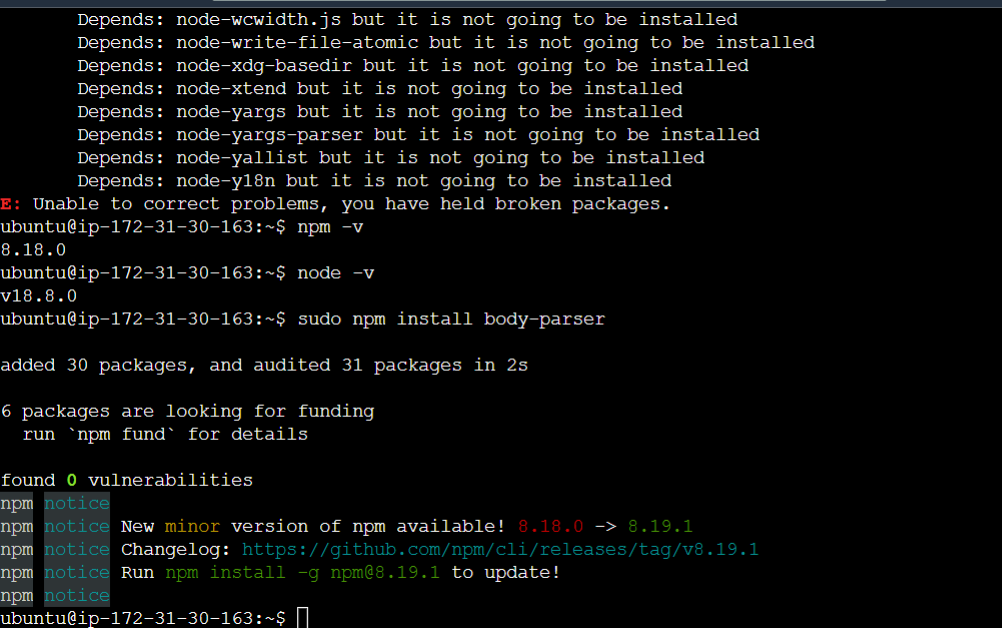 Depends: node-wcwidth.js but it is not going to be installed
Depends: node-write-file-atomic but it is not going to be installed
Depends: node-xdg-basedir but it is not going to be installed
Depends: node-xtend but it is not going to be installed
Depends: node-yargs but it is not going to be installed
Depends: node-yargs-parser but it is not going to be installed
Depends: node-yallist but it is not going to be installed
Depends: node-y18n but it is not going to be installed
E: Unable to correct problems, you have held broken packages.
ubuntu@ip-172-31-30-163:~$ npm -v
8.18.0
ubuntu@ip-172-31-30-163:~$ node -v
v18.8.0
ubuntu@ip-172-31-30-163:~$ sudo npm install body-parser
added 30 packages, and audited 31 packages in 2s
6 packages are looking for funding
run `npm fund` for details
found 0 vulnerabilities
npm notice
npm notice New minor version of npm available! 8.18.0 -> 8.19.1
npm notice Changelog: https://github.com/npm/cli/releases/tag/v8.19.1
npm notice Run npm install -g npm@8.19.1 to update!
npm notice
ubuntu@ip-172-31-30-163:~$